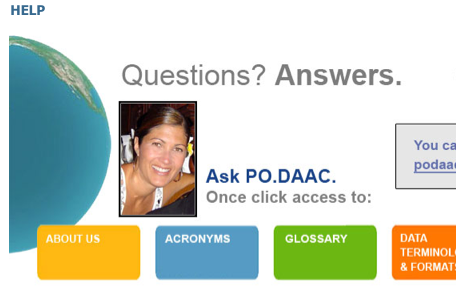 HELP
Questions? Answers.
You ca
podaac
Ask PO.DAAC.
Once click access to:
ABOUT US
ACRONYMS
GLOSSARY
DATA
TERMINOLO
& FORMATS